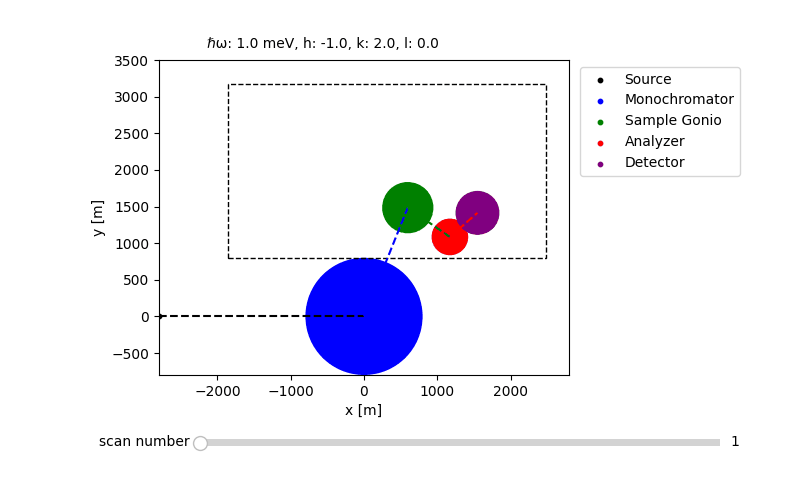 ℏω: 1.0 meV, h: -1.0, k: 2.0, l: 0.0
3500
3000
2500
2000
1500
1000
500
0
−500
y [m]
−2000
−1000
0
1000
2000
x [m]
Source
Monochromator
Sample Gonio
Analyzer
Detector
scan number
1